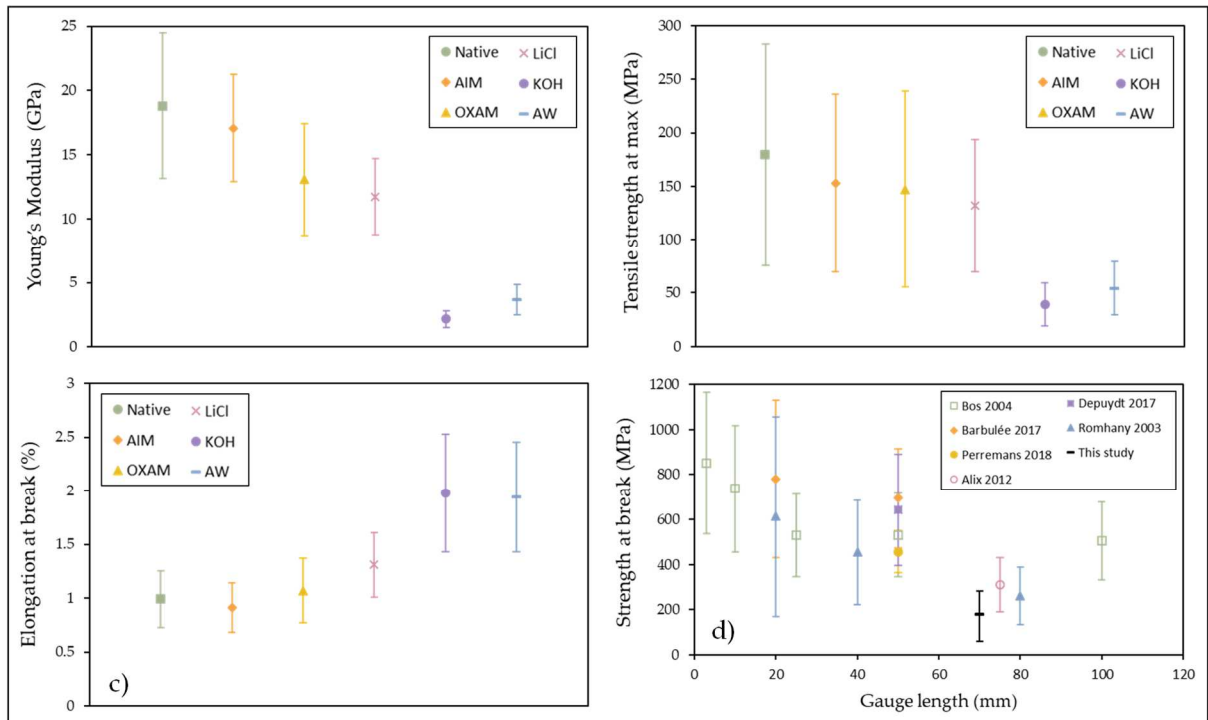 25
20
15
10
5
0
Young's Modulus (GPa)
Native
LiCl
AIM
KOH
OXAM
AW
300
250
200
150
100
50
0
Tensile strength at max (MPa)
Native
LiCl
AIM
KOH
OXAM
AW
3
2.5
2
1.5
1
0.5
0
Elongation at break (%)
Native
LiCl
AIM
KOH
OXAM
AW
c)
1200
1000
800
600
400
200
0
Strength at break (MPa)
Bos 2004
Depuydt 2017
Barbulée 2017
Romhany 2003
Perremans 2018
This study
Alix 2012
d)
0 20 40 60 80 100 120
Gauge length (mm)